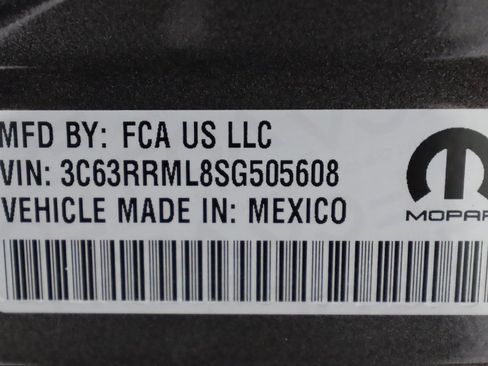 MFD BY: FCA US LLC
VIN: 3C63RRML8SG505608
VEHICLE MADE IN: MEXICO
MOPAR